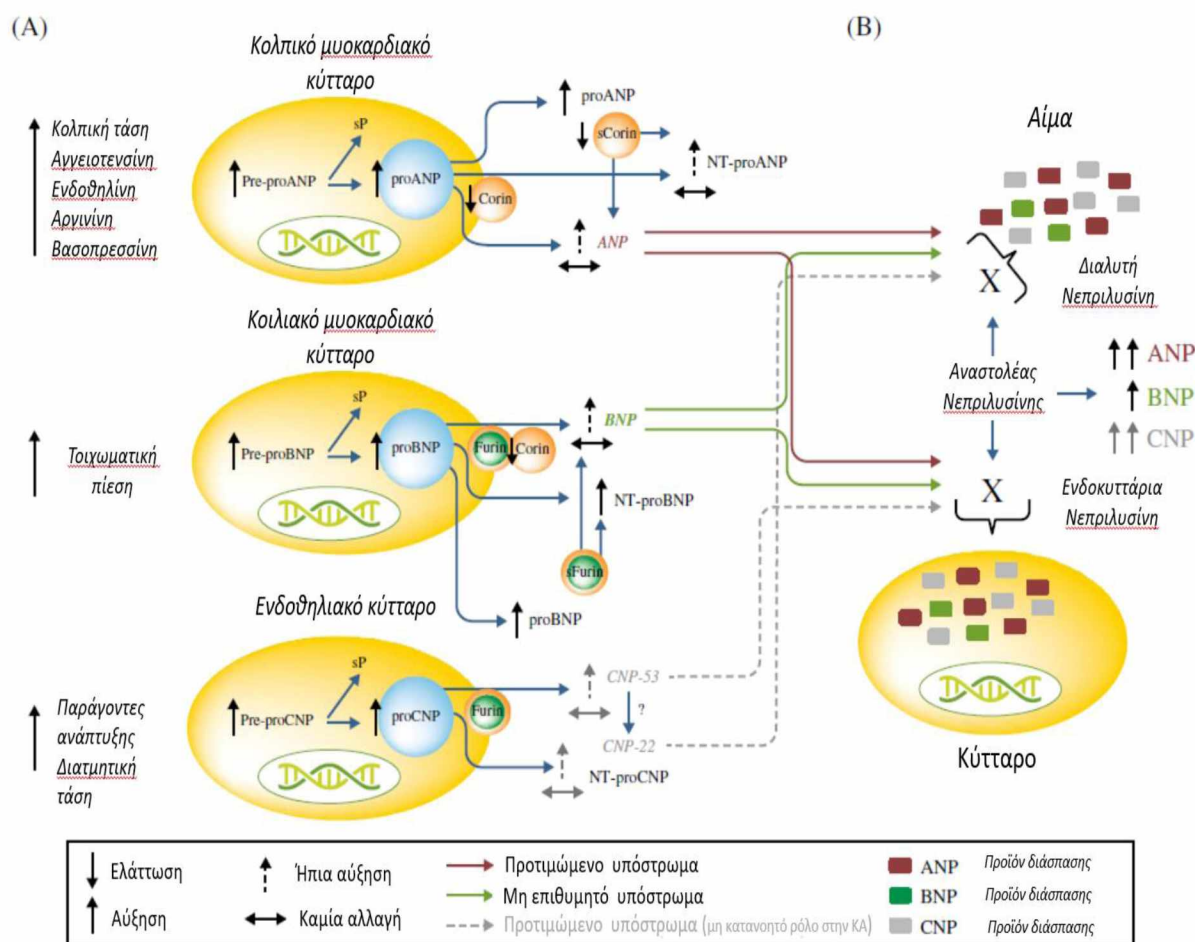 (A)
(B)
Κολπικό μυοκαρδιακό
κύτταρο
Κολπική τάση
Αγγειοτενσίνη
Ενδοθηλίνη
Αργινίνη
Βασοπρεσσίνη
sP
Pre-proANP
proANP
Corin
proANP
sCorin
NT-proANP
ANP
Κοιλιακό μυοκαρδιακό
κύτταρο
Τοιχωματική
πίεση
sP
Pre-proBNP
proBNP
Furin
Corin
BNP
NT-proBNP
sFurin
proBNP
Ενδοθηλιακό κύτταρο
Παράγοντες
ανάπτυξης
Διατμητική
τάση
sP
Pre-proCNP
proCNP
Furin
CNP-53
?
CNP-22
NT-proCNP
Αίμα
X
Διαλυτή
Νεπριλυσίνη
Αναστολέας
Νεπριλυσίνης
ANP
BNP
CNP
X
Ενδοκυττάρια
Νεπριλυσίνη
Κύτταρο
Ελάττωση
Αύξηση
Ήπια αύξηση
Καμία αλλαγή
Προτιμώμενο υπόστρωμα
Μη επιθυμητό υπόστρωμα
Προτιμώμενο υπόστρωμα (μη κατανοητό ρόλο στην ΚΑ)
ANP Προϊόν διάσπασης
BNP Προϊόν διάσπασης
CNP Προϊόν διάσπασης